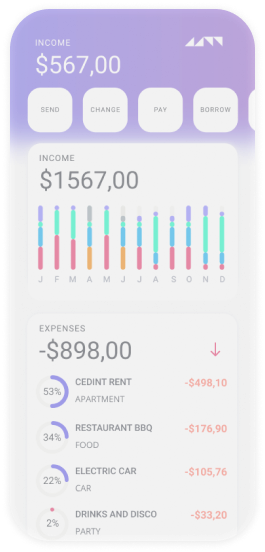 INCOME
$567,00
SEND
CHANGE
PAY
BORROW
INCOME
$1567,00
J F M A M J J A S O N D
EXPENSES
-$898,00
53% CEDINT RENT -$498,10
APARTMENT
34% RESTAURANT BBQ -$176,90
FOOD
22% ELECTRIC CAR -$105,76
CAR
2% DRINKS AND DISCO -$33,20
PARTY